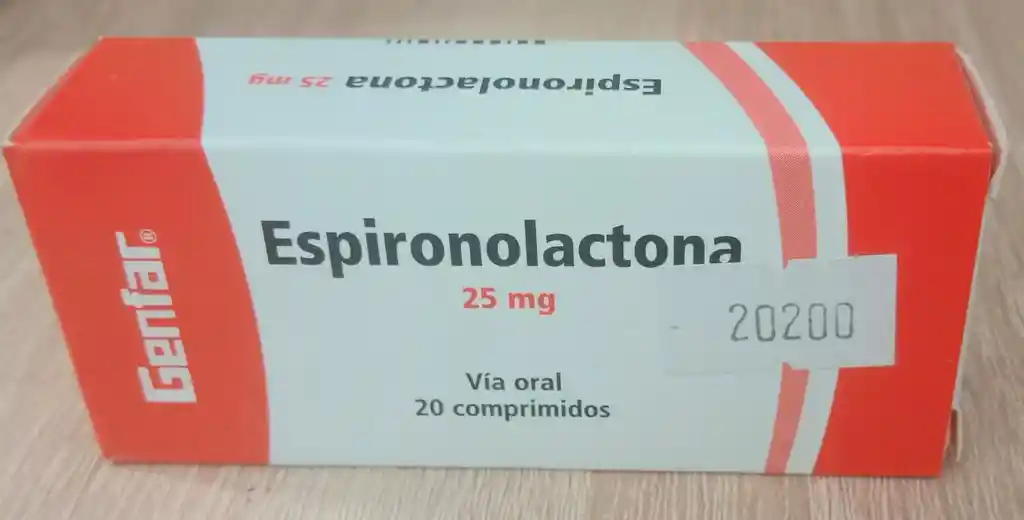 Espironolactona 25 mg
Genfar®
Espironolactona
25 mg
20200
Vía oral
20 comprimidos